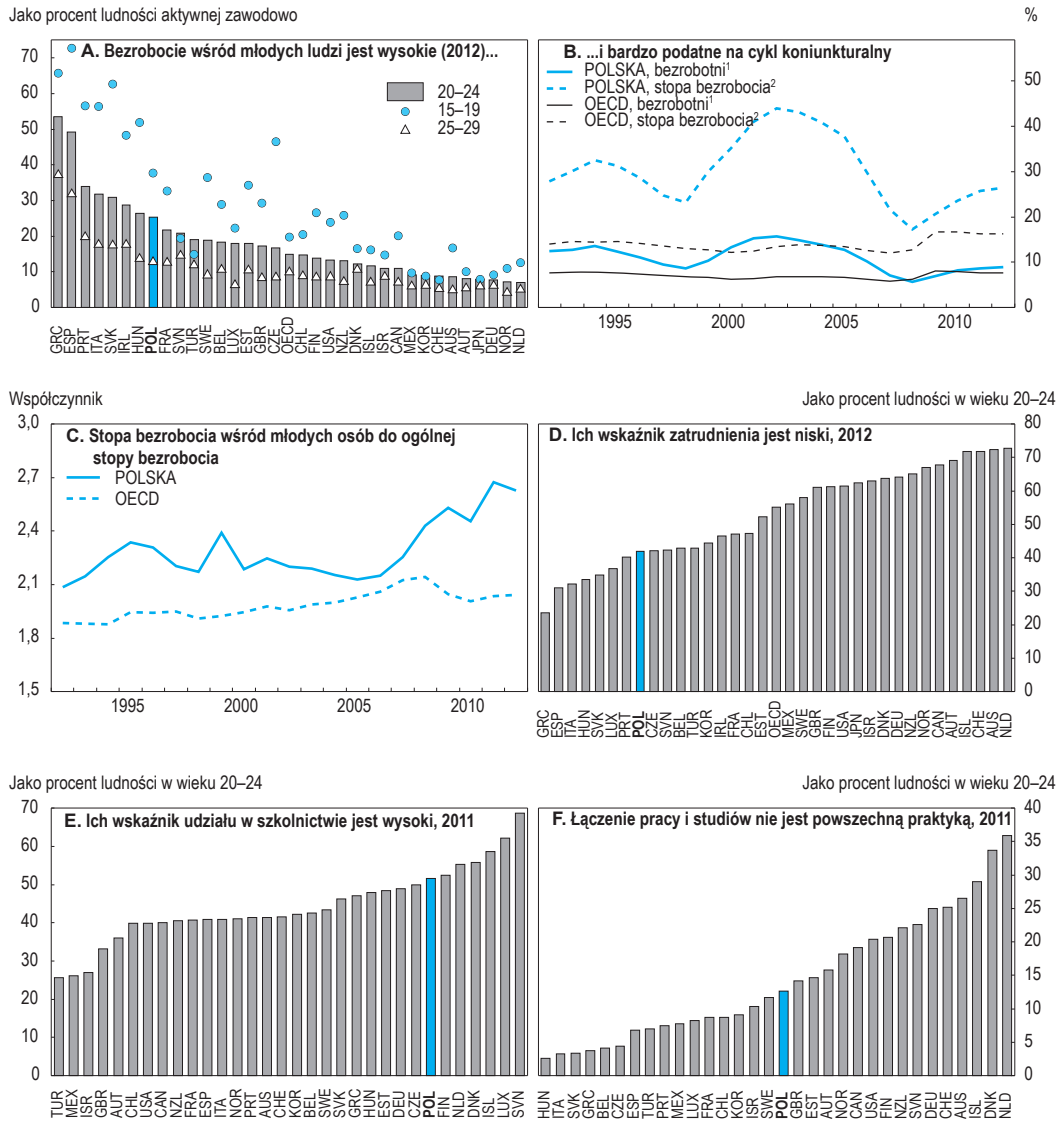 Jako procent ludności aktywnej zawodowo
%
A. Bezrobocie wśród młodych ludzi jest wysokie (2012)...
20–24
15–19
25–29
70
60
50
40
30
20
10
0
GRC ESP PRT ITA SVK IRL HUN POL FRA SVN TUR SWE BEL LUX EST GBR CZE OECD CHL FIN USA NZL DNK ISL ISR CAN MEX KOR CHE AUS AUT JPN DEU NOR NLD
B. ...i bardzo podatne na cykl koniunkturalny
POLSKA, bezrobotni1
POLSKA, stopa bezrobocia2
OECD, bezrobotni1
OECD, stopa bezrobocia2
50
40
30
20
10
0
1995 2000 2005 2010
Współczynnik
C. Stopa bezrobocia wśród młodych osób do ogólnej
stopy bezrobocia
POLSKA
OECD
3,0
2,7
2,4
2,1
1,8
1,5
1995 2000 2005 2010
Jako procent ludności w wieku 20–24
D. Ich wskaźnik zatrudnienia jest niski, 2012
80
70
60
50
40
30
20
10
0
GRC ESP ITA HUN SVK LUX PRT POL CZE SVN BEL TUR KOR IRL FRA CHL EST OECD MEX SWE GBR FIN USA JPN ISR DNK DEU NZL NOR CAN AUT ISL CHE AUS NLD
Jako procent ludności w wieku 20–24
E. Ich wskaźnik udziału w szkolnictwie jest wysoki, 2011
70
60
50
40
30
20
10
0
TUR MEX ISR GBR AUT CHL USA CAN NZL FRA ESP ITA NOR PRT AUS CHE KOR BEL SWE SVK GRC HUN EST DEU CZE POL FIN NLD DNK ISL LUX SVN
Jako procent ludności w wieku 20–24
F. Łączenie pracy i studiów nie jest powszechną praktyką, 2011
40
35
30
25
20
15
10
5
0
HUN ITA SVK GRC BEL CZE ESP TUR PRT MEX LUX FRA CHL KOR ISR SWE POL GBR EST AUT NOR CAN USA FIN NZL SVN DEU CHE AUS ISL DNK NLD